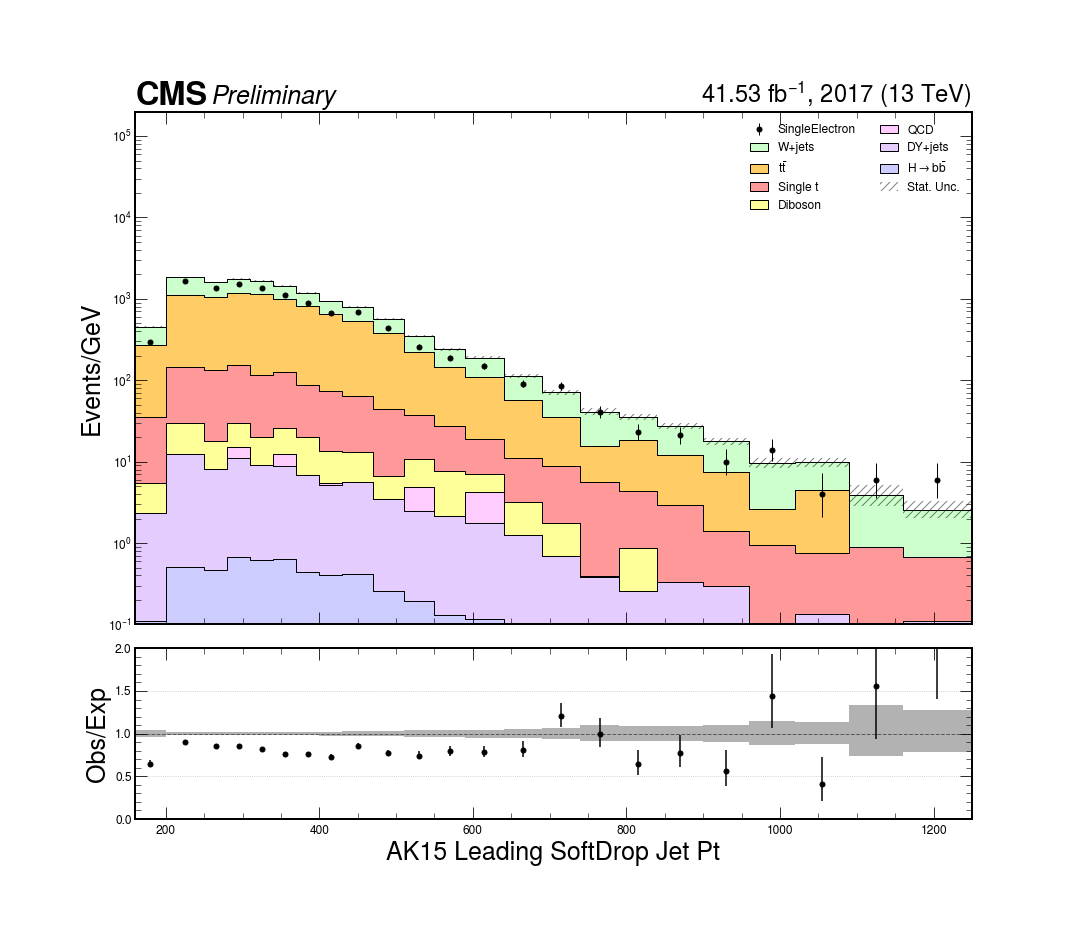 CMS Preliminary
41.53 fb⁻¹, 2017 (13 TeV)
SingleElectron
W+jets
tt̄
Single t
Diboson
QCD
DY+jets
H→bb̄
Stat. Unc.
Events/GeV
10⁵
10⁴
10³
10²
10¹
10⁰
10⁻¹
Obs/Exp
2.0
1.5
1.0
0.5
0.0
200 400 600 800 1000 1200
AK15 Leading SoftDrop Jet Pt